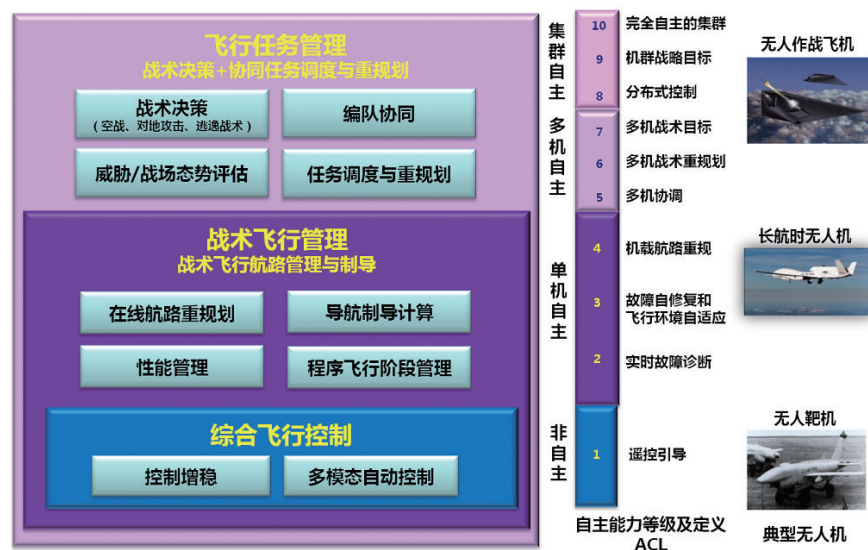 飞行任务管理
战术决策+协同任务调度与重规划
战术决策
（空战、对地攻击、逃逸战术）
编队协同
威胁/战场态势评估
任务调度与重规划
战术飞行管理
战术飞行航路管理与制导
在线航路重规划
导航制导计算
性能管理
程序飞行阶段管理
综合飞行控制
控制增稳
多模态自动控制
集群自主
多机自主
单机自主
非自主
10 完全自主的集群
9 机群战略目标
8 分布式控制
7 多机战术目标
6 多机战术重规划
5 多机协调
4 机载航路重规
3 故障自修复和
飞行环境自适应
2 实时故障诊断
1 遥控引导
自主能力等级及定义
ACL
无人作战飞机
长航时无人机
无人靶机
典型无人机